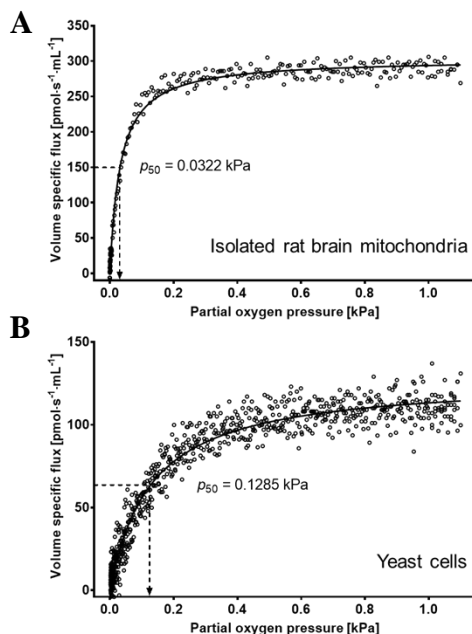 A
Volume specific flux [pmol·s⁻¹·mL⁻¹]
350
300
250
200
150
100
50
0
p₅₀ = 0.0322 kPa
Isolated rat brain mitochondria
0.0 0.2 0.4 0.6 0.8 1.0
Partial oxygen pressure [kPa]
B
Volume specific flux [pmol·s⁻¹·mL⁻¹]
150
100
50
0
p₅₀ = 0.1285 kPa
Yeast cells
0.0 0.2 0.4 0.6 0.8 1.0
Partial oxygen pressure [kPa]